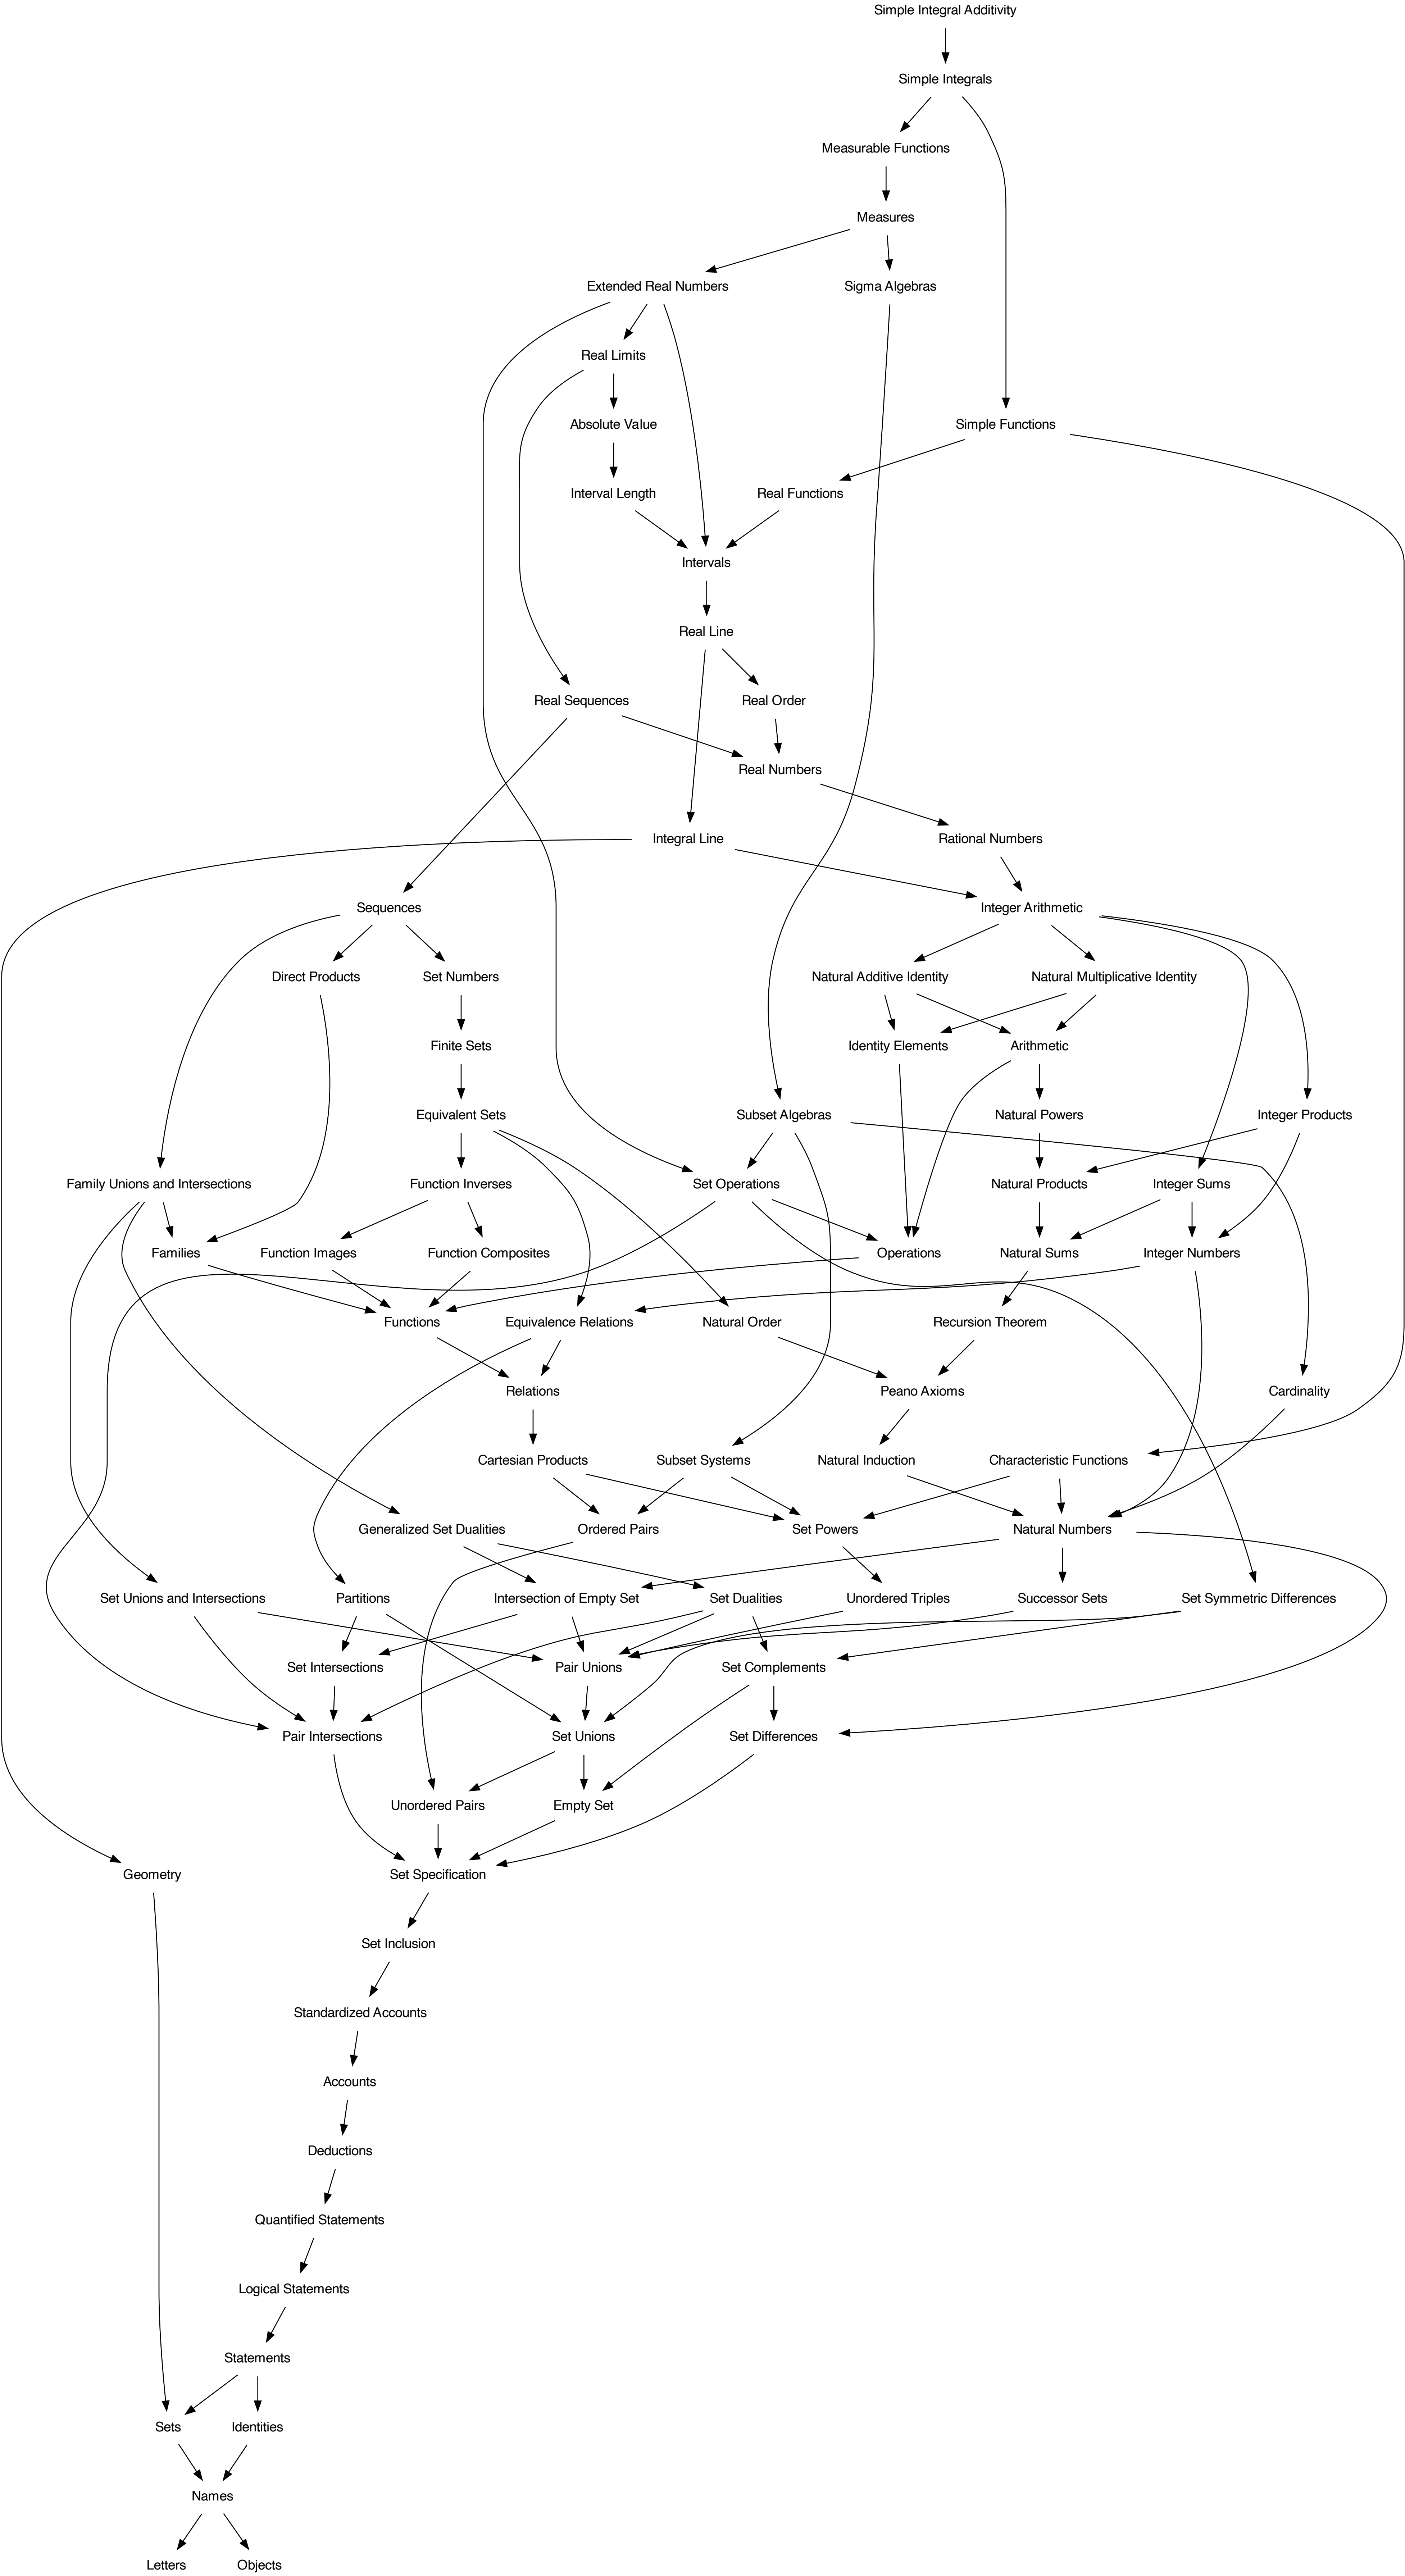 Simple Integral Additivity
Simple Integrals
Measurable Functions
Measures
Extended Real Numbers
Sigma Algebras
Real Limits
Absolute Value
Simple Functions
Interval Length
Real Functions
Intervals
Real Line
Real Sequences
Real Order
Real Numbers
Integral Line
Rational Numbers
Sequences
Integer Arithmetic
Direct Products
Set Numbers
Natural Additive Identity
Natural Multiplicative Identity
Finite Sets
Identity Elements
Arithmetic
Equivalent Sets
Subset Algebras
Natural Powers
Integer Products
Family Unions and Intersections
Function Inverses
Set Operations
Natural Products
Integer Sums
Families
Function Images
Function Composites
Operations
Natural Sums
Integer Numbers
Functions
Equivalence Relations
Natural Order
Recursion Theorem
Relations
Peano Axioms
Cardinality
Cartesian Products
Subset Systems
Natural Induction
Characteristic Functions
Generalized Set Dualities
Ordered Pairs
Set Powers
Natural Numbers
Set Unions and Intersections
Partitions
Intersection of Empty Set
Set Dualities
Unordered Triples
Successor Sets
Set Symmetric Differences
Set Intersections
Pair Unions
Set Complements
Pair Intersections
Set Unions
Set Differences
Unordered Pairs
Empty Set
Geometry
Set Specification
Set Inclusion
Standardized Accounts
Accounts
Deductions
Quantified Statements
Logical Statements
Statements
Sets
Identities
Names
Letters
Objects